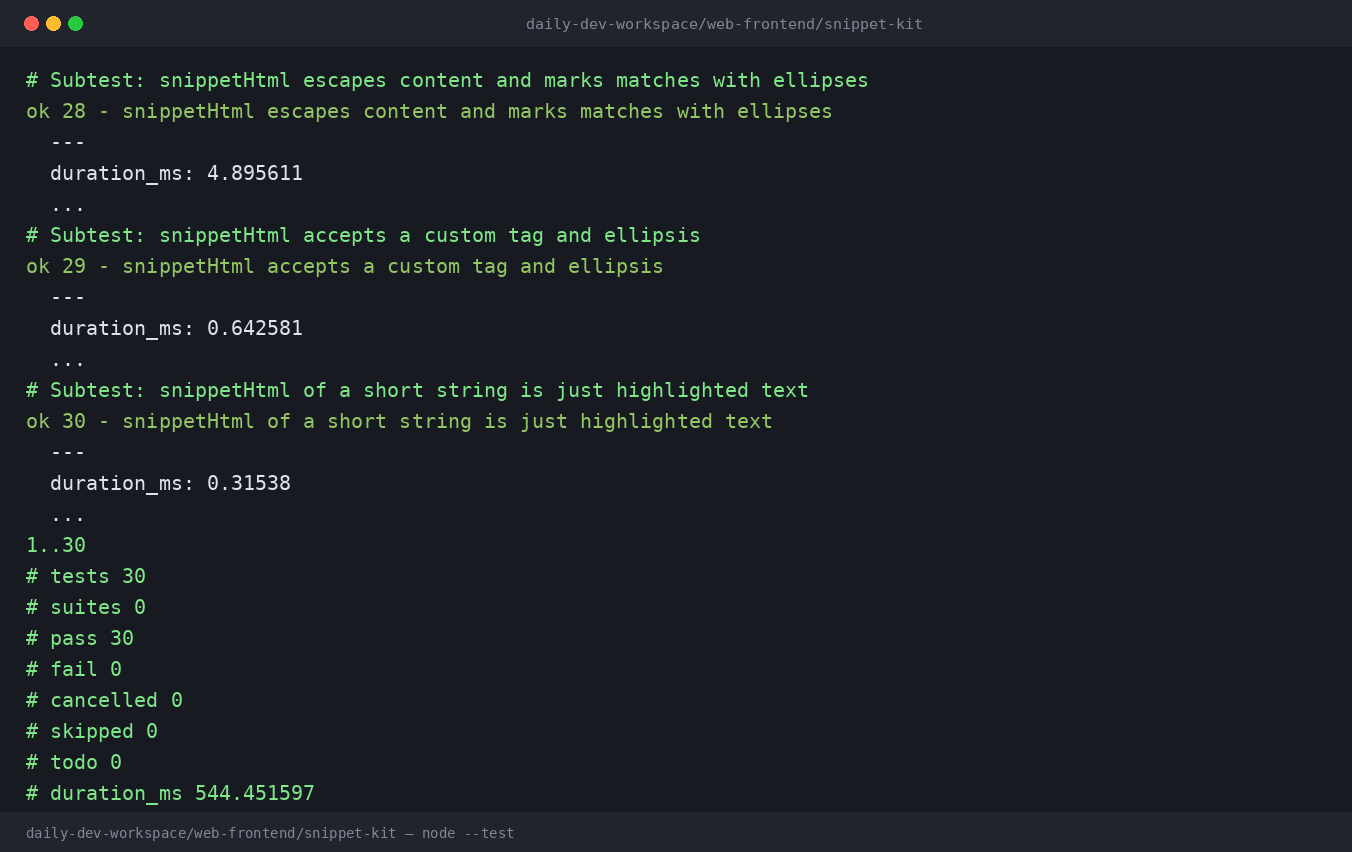 daily-dev-workspace/web-frontend/snippet-kit
# Subtest: snippetHtml escapes content and marks matches with ellipses
ok 28 - snippetHtml escapes content and marks matches with ellipses
  ---
  duration_ms: 4.895611
  ...
# Subtest: snippetHtml accepts a custom tag and ellipsis
ok 29 - snippetHtml accepts a custom tag and ellipsis
  ---
  duration_ms: 0.642581
  ...
# Subtest: snippetHtml of a short string is just highlighted text
ok 30 - snippetHtml of a short string is just highlighted text
  ---
  duration_ms: 0.31538
  ...
1..30
# tests 30
# suites 0
# pass 30
# fail 0
# cancelled 0
# skipped 0
# todo 0
# duration_ms 544.451597
daily-dev-workspace/web-frontend/snippet-kit — node --test